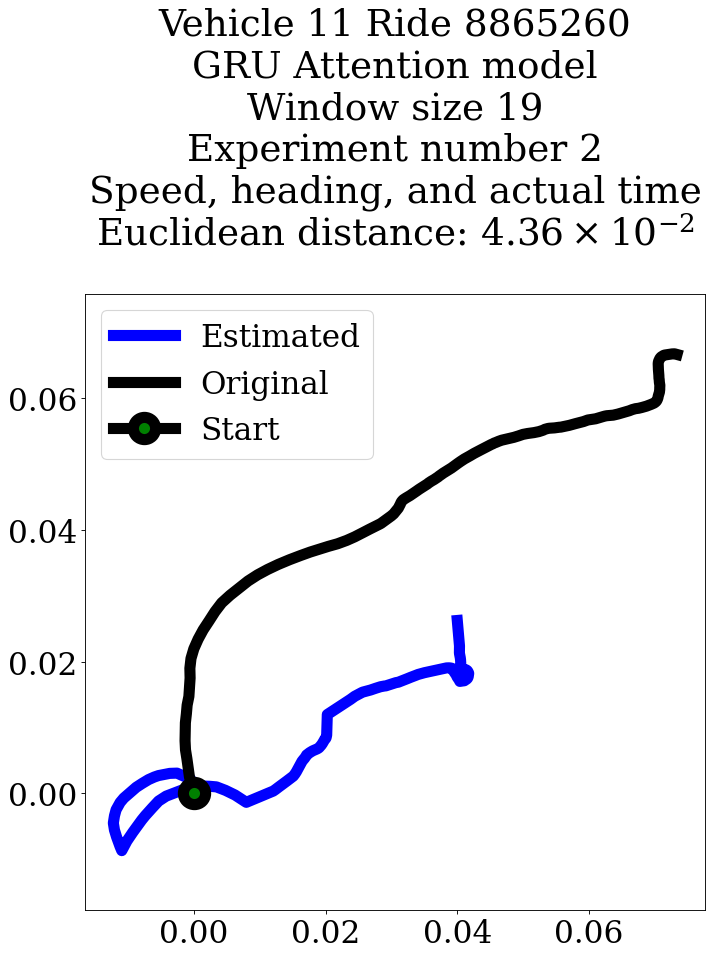 Vehicle 11 Ride 8865260
GRU Attention model
Window size 19
Experiment number 2
Speed, heading, and actual time
Euclidean distance: 4.36 × 10⁻²
Estimated
Original
Start
0.06
0.04
0.02
0.00
0.00 0.02 0.04 0.06